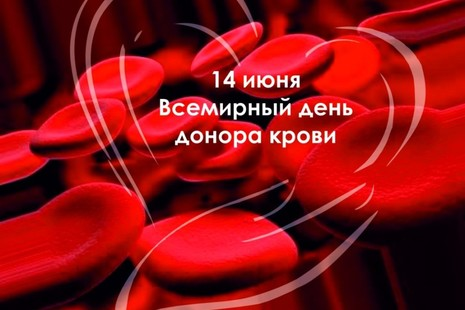 14 июня
Всемирный день
донора крови